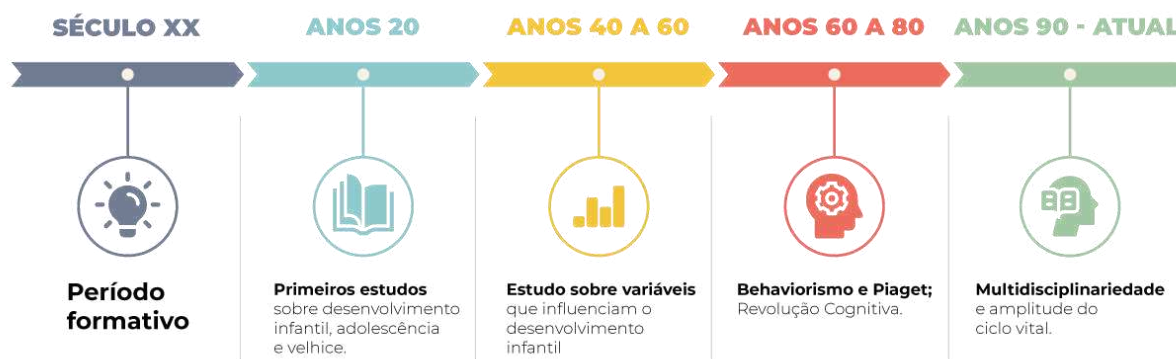 SÉCULO XX
ANOS 20
ANOS 40 A 60
ANOS 60 A 80
ANOS 90 - ATUAL
Período
formativo
Primeiros estudos
sobre desenvolvimento
infantil, adolescência
e velhice.
Estudo sobre variáveis
que influenciam o
desenvolvimento
infantil
Behaviorismo e Piaget;
Revolução Cognitiva.
Multidisciplinariedade
e amplitude do
ciclo vital.